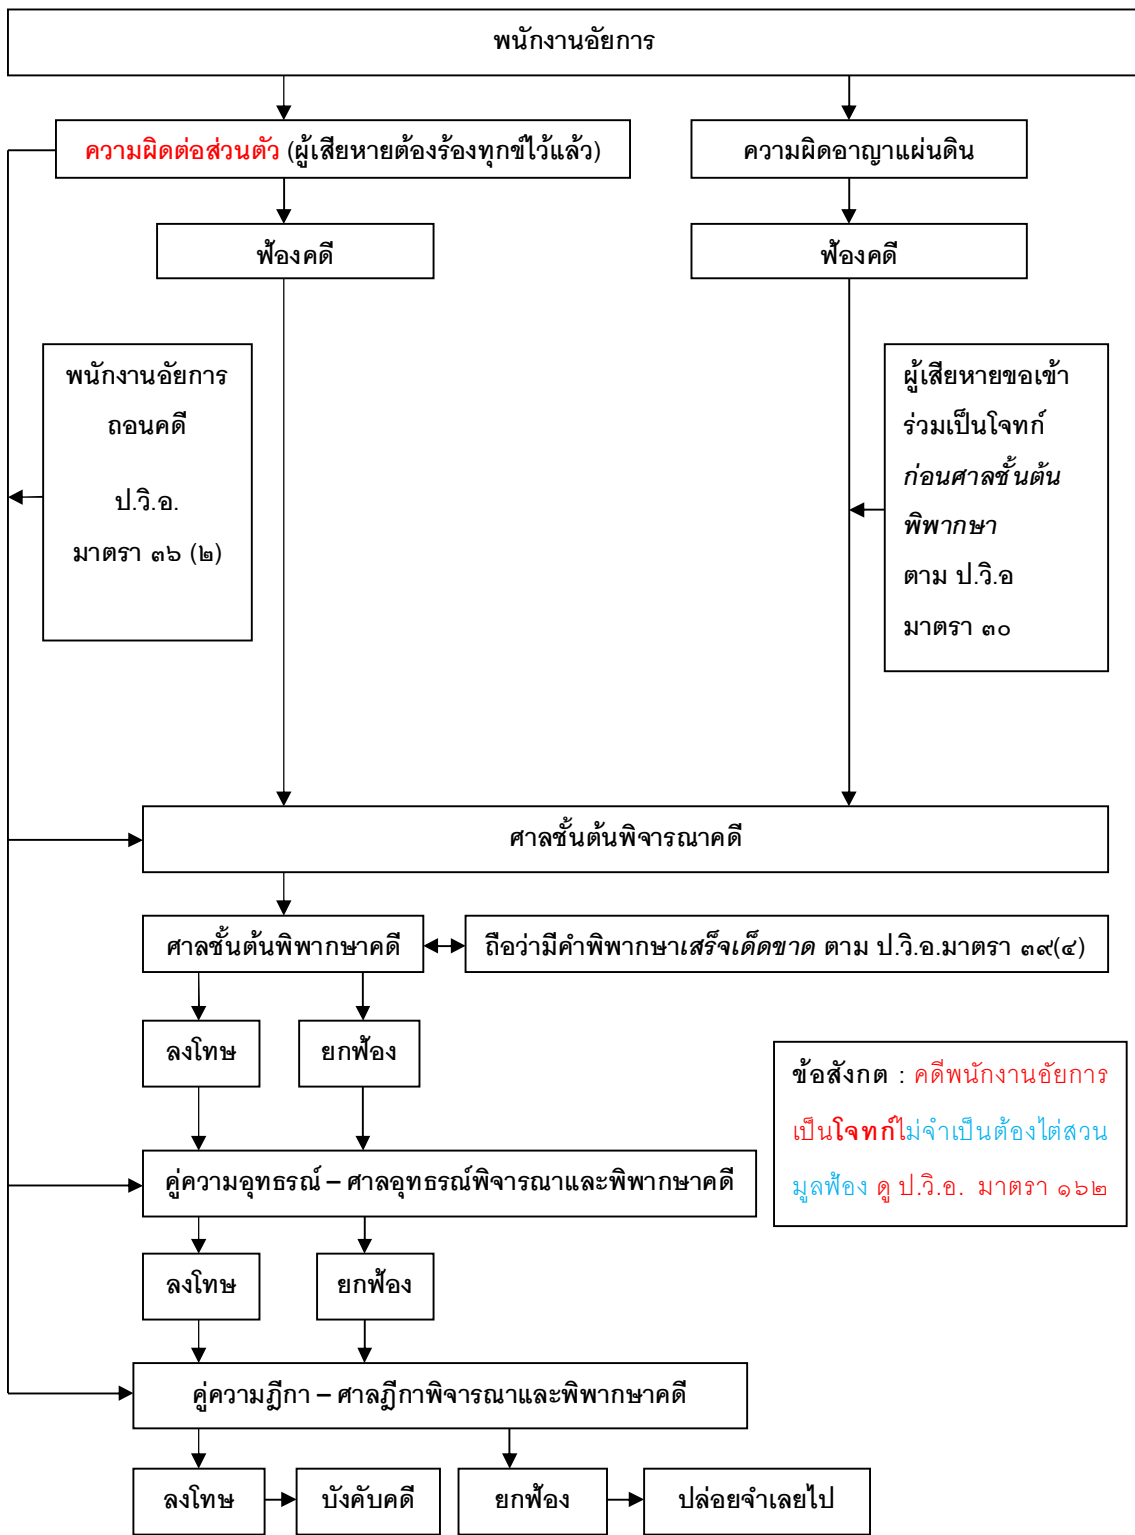 พนักงานอัยการ
ความผิดต่อส่วนตัว (ผู้เสียหายต้องร้องทุกข์ไว้แล้ว)
ความผิดอาญาแผ่นดิน
ฟ้องคดี
ฟ้องคดี
พนักงานอัยการ
ถอนคดี
ป.วิ.อ.
มาตรา ๓๖ (๒)
ผู้เสียหายขอเข้า
ร่วมเป็นโจทก์
ก่อนศาลชั้นต้น
พิพากษา
ตาม ป.วิ.อ
มาตรา ๓๐
ศาลชั้นต้นพิจารณาคดี
ศาลชั้นต้นพิพากษาคดี
ถือว่ามีคำพิพากษาเสร็จเด็ดขาด ตาม ป.วิ.อ.มาตรา ๓๙(๔)
ลงโทษ
ยกฟ้อง
ข้อสังกต : คดีพนักงานอัยการ
เป็นโจทก์ไม่จำเป็นต้องไต่สวน
มูลฟ้อง ดู ป.วิ.อ. มาตรา ๑๖๒
คู่ความอุทธรณ์ – ศาลอุทธรณ์พิจารณาและพิพากษาคดี
ลงโทษ
ยกฟ้อง
คู่ความฎีกา – ศาลฎีกาพิจารณาและพิพากษาคดี
ลงโทษ
บังคับคดี
ยกฟ้อง
ปล่อยจำเลยไป